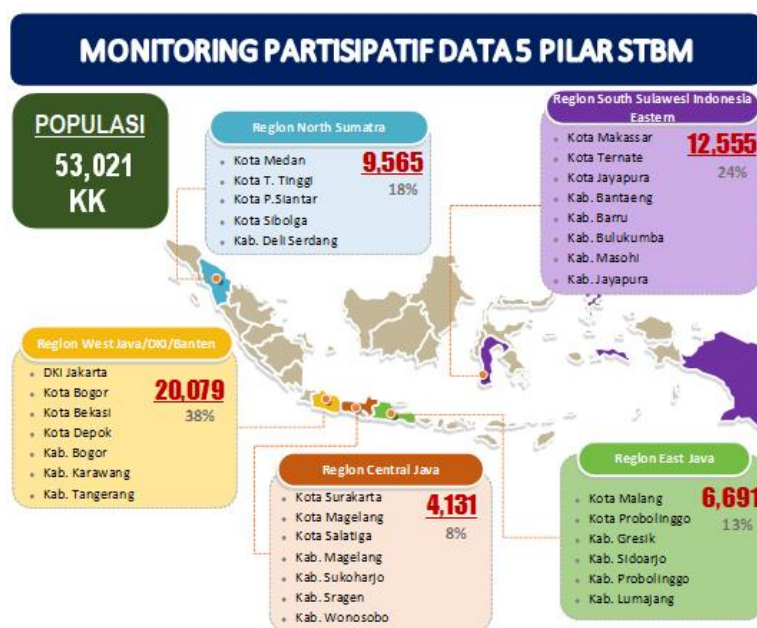 MONITORING PARTISIPATIF DATA 5 PILAR STBM
POPULASI
53,021
KK
Region North Sumatra
Kota Medan
Kota T. Tinggi
Kota P.Siantar
Kota Sibolga
Kab. Deli Serdang
9,565
18%
Region South Sulawesi Indonesia
Eastern
Kota Makassar
Kota Ternate
Kota Jayapura
Kab. Bantaeng
Kab. Barru
Kab. Bulukumba
Kab. Masohi
Kab. Jayapura
12,555
24%
Region West Java/DKI/Banten
DKI Jakarta
Kota Bogor
Kota Bekasi
Kota Depok
Kab. Bogor
Kab. Karawang
Kab. Tangerang
20,079
38%
Region Central Java
Kota Surakarta
Kota Magelang
Kota Salatiga
Kab. Magelang
Kab. Sukoharjo
Kab. Sragen
Kab. Wonosobo
4,131
8%
Region East Java
Kota Malang
Kota Probolinggo
Kab. Gresik
Kab. Sidoarjo
Kab. Probolinggo
Kab. Lumajang
6,691
13%